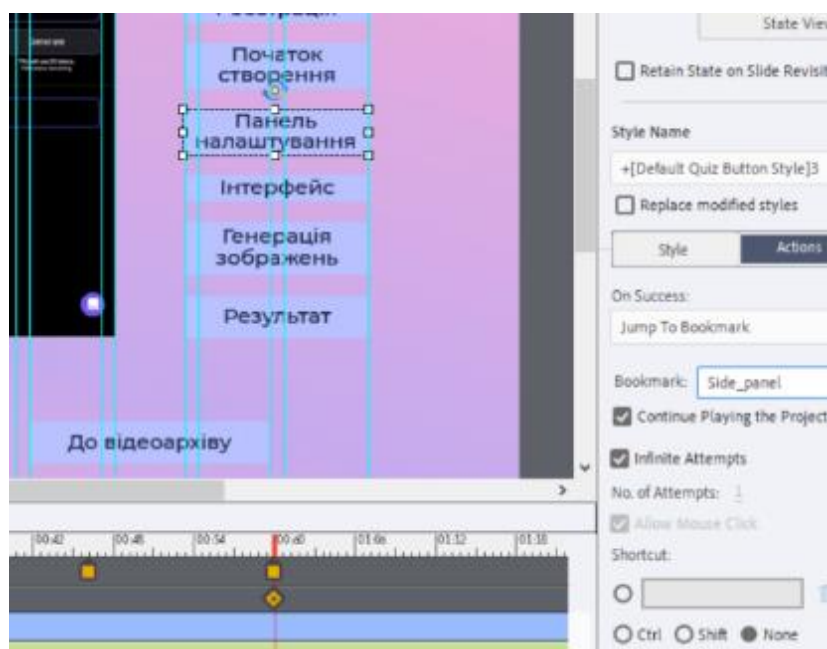 State View
Початок
створення
Retain State on Slide Revisit
Панель
налаштування
Style Name
+[Default Quiz Button Style]3
Інтерфейс
Replace modified styles
Генерація
зображень
Style
Actions
On Success:
Результат
Jump To Bookmark
Bookmark:
Side_panel
Continue Playing the Project
До відеоархіву
Infinite Attempts
No. of Attempts: 1
Allow Mouse Click
00:42
00:48
00:54
01:06
01:12
01:18
Shortcut:
Ctrl
Shift
None